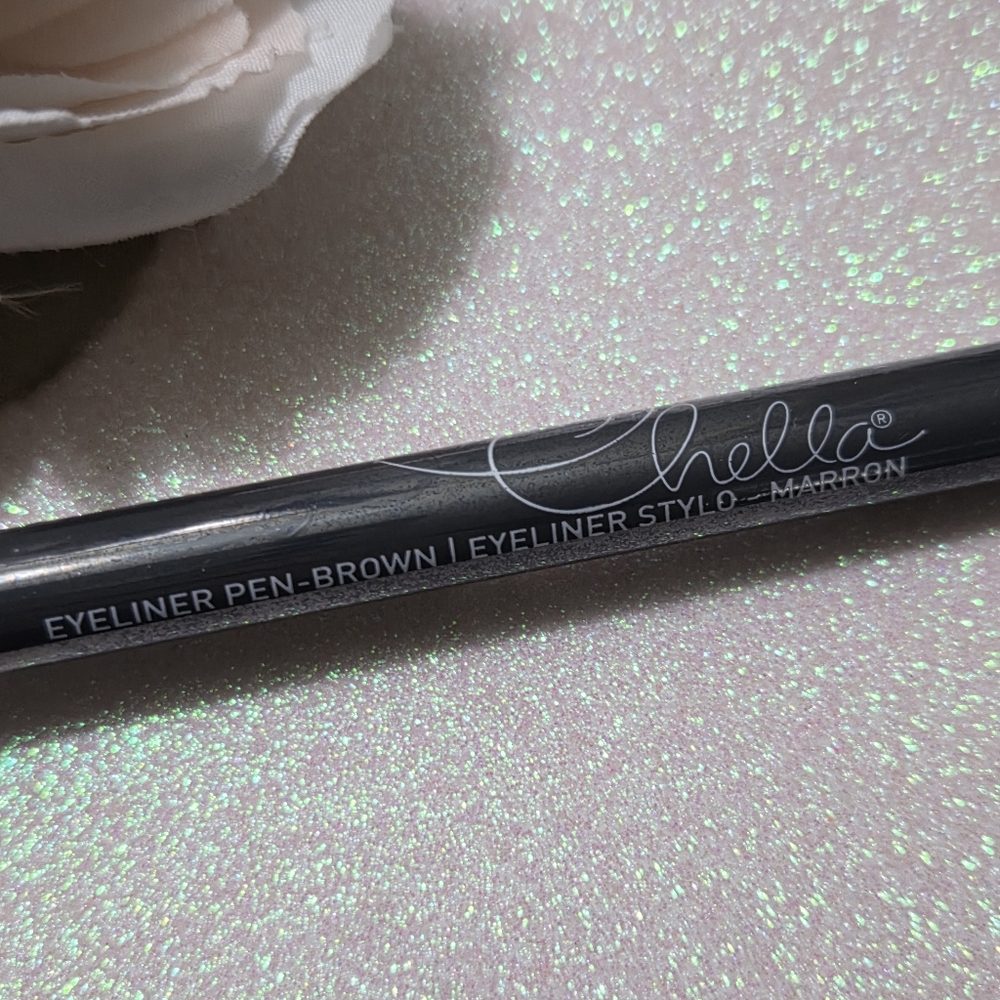 Chella®
EYELINER PEN-BROWN | EYELINER STYLO - MARRON